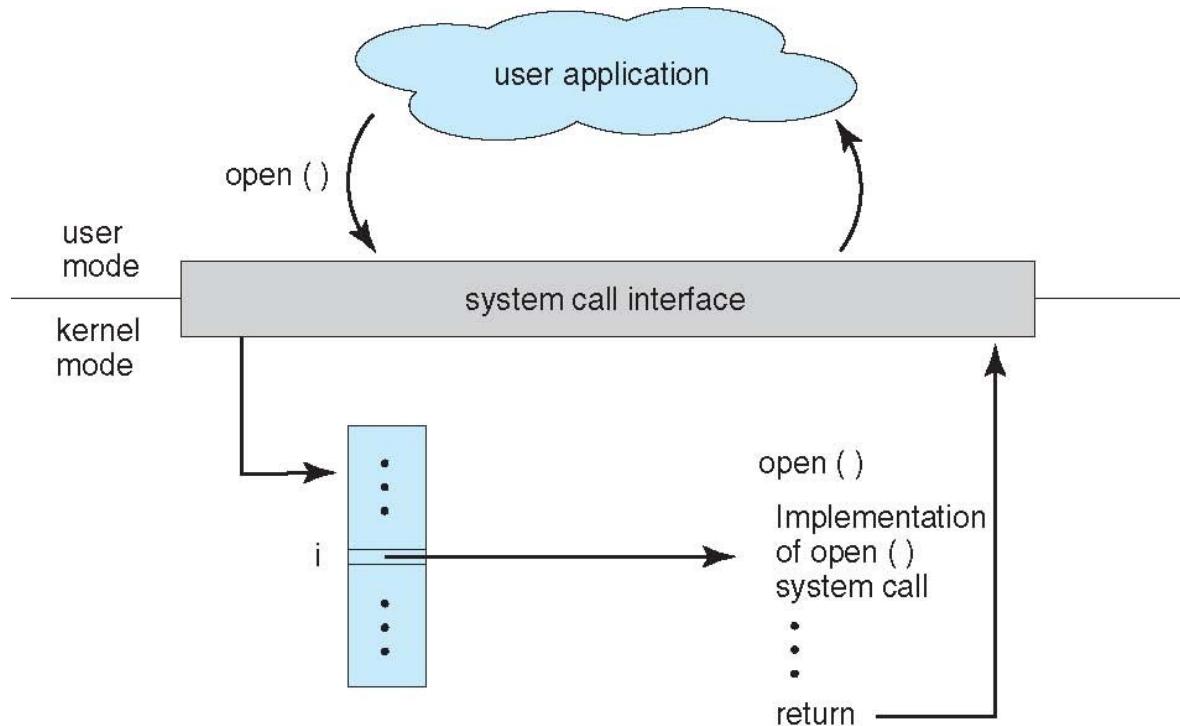 user application
open ( )
user
mode
system call interface
kernel
mode
open ( )
i
Implementation
of open ( )
system call
return